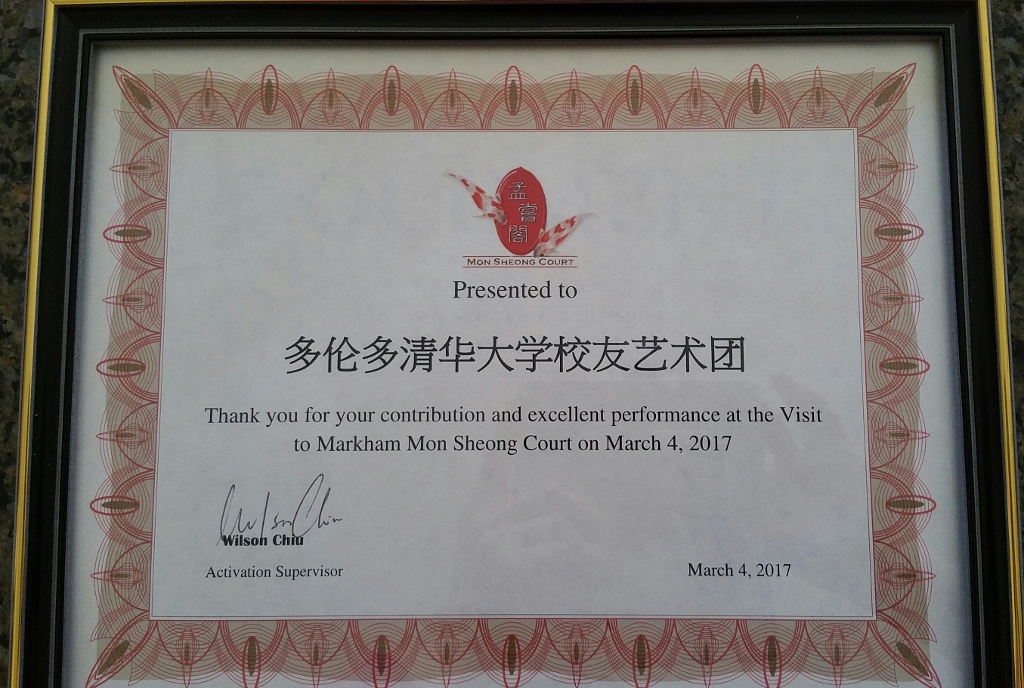 孟嘗閣
MON SHEONG COURT
Presented to
多伦多清华大学校友艺术团
Thank you for your contribution and excellent performance at the Visit
to Markham Mon Sheong Court on March 4, 2017
Wilson Chiu
Wilson Chiu
Activation Supervisor
March 4, 2017